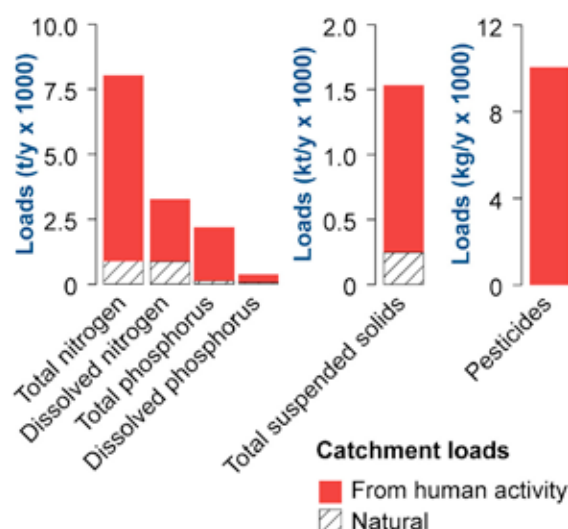 Loads (t/y x 1000)
10.0
7.5
5.0
2.5
0
Total nitrogen
Dissolved nitrogen
Total phosphorus
Dissolved phosphorus
Loads (kt/y x 1000)
2.0
1.5
1.0
0.5
0
Total suspended solids
Loads (kg/y x 1000)
12
8
4
0
Pesticides
Catchment loads
From human activity
Natural